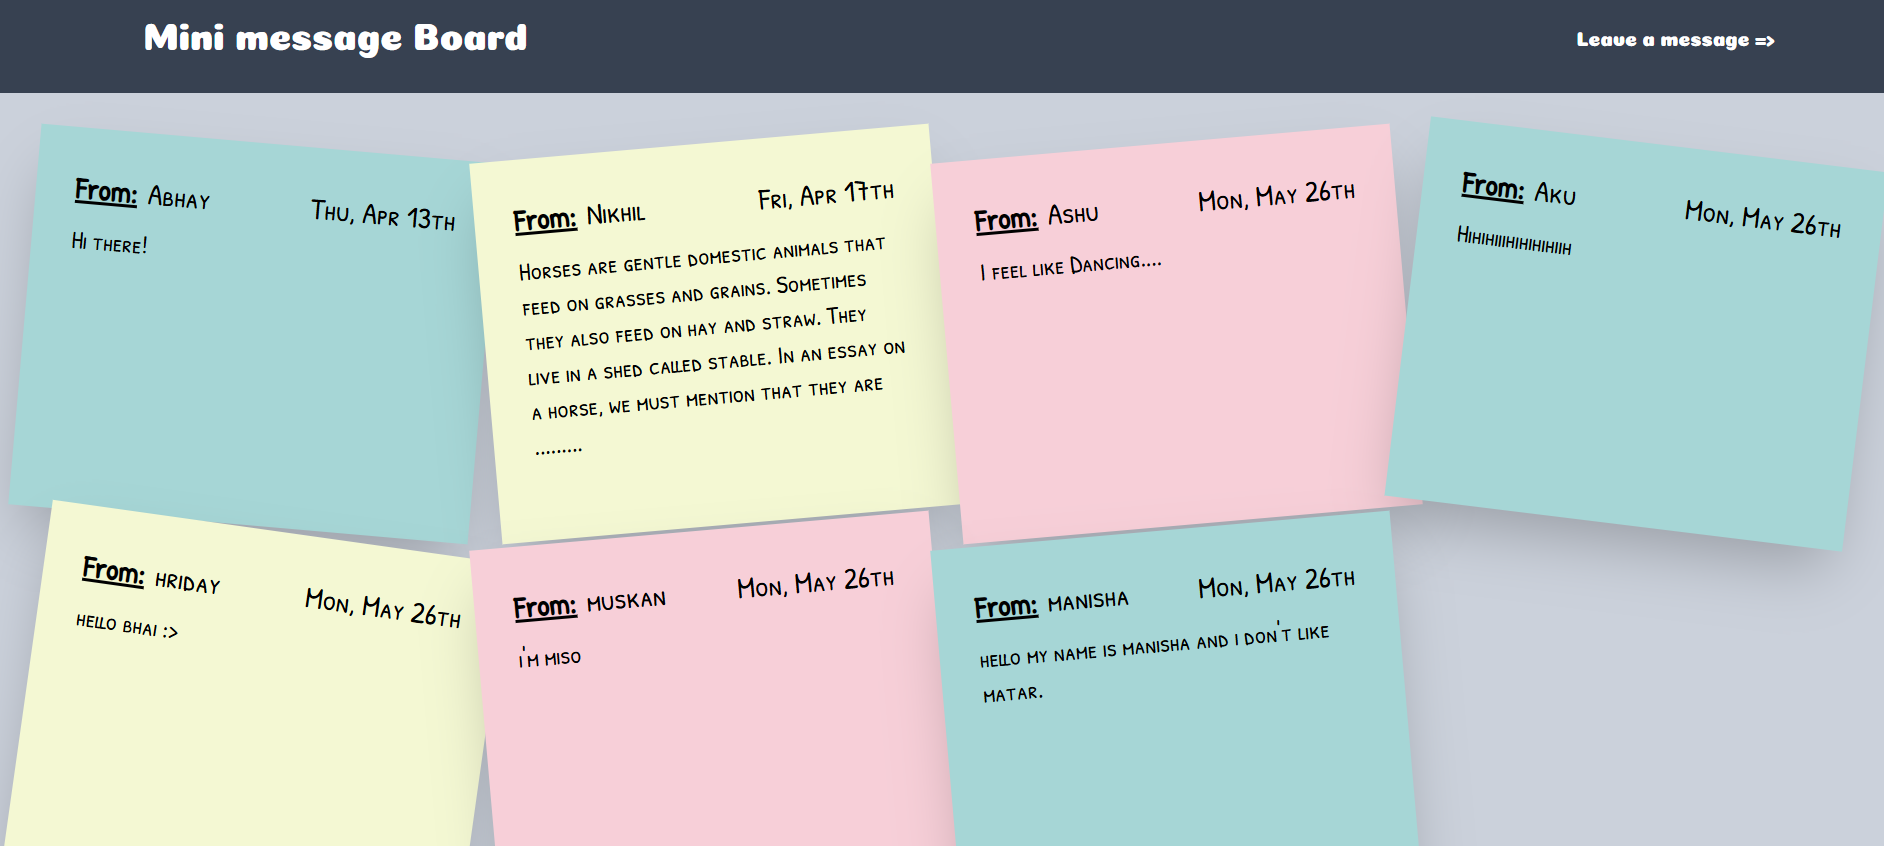 Mini message Board
Leave a message =>
From: Abhay
Thu, Apr 13th
Hi there!
From: Nikhil
Fri, Apr 17th
Horses are gentle domestic animals that
feed on grasses and grains. Sometimes
they also feed on hay and straw. They
live in a shed called stable. In an essay on
a horse, we must mention that they are
.........
From: Ashu
Mon, May 26th
I feel like Dancing....
From: Aku
Mon, May 26th
Hihihiiihihihihiih
From: hriday
Mon, May 26th
hello bhai :>
From: muskan
Mon, May 26th
i'm miso
From: manisha
Mon, May 26th
hello my name is manisha and i don't like
matar.